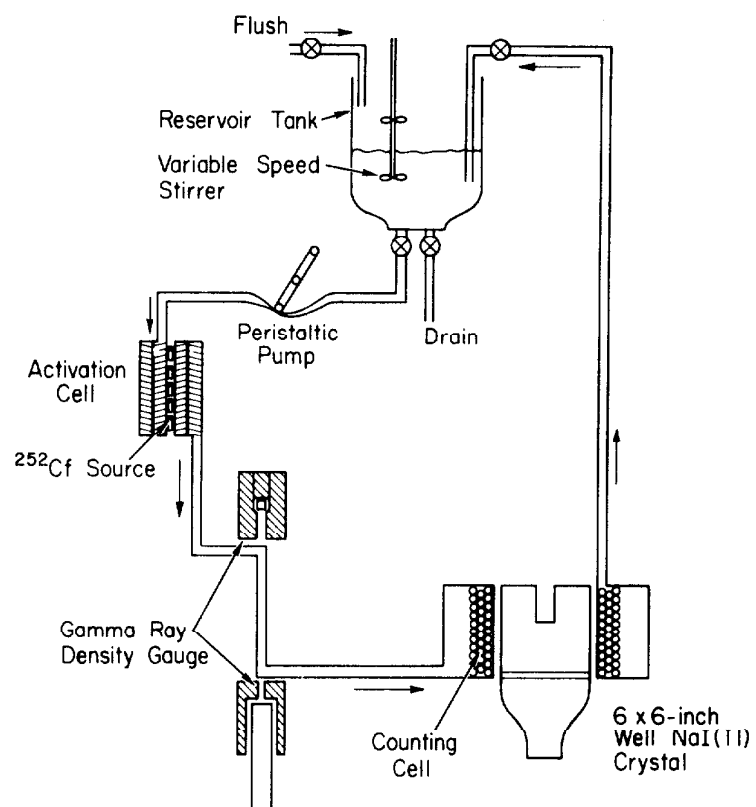 Flush
Reservoir Tank
Variable Speed
Stirrer
Peristaltic
Pump
Drain
Activation
Cell
252Cf Source
Gamma Ray
Density Gauge
Counting
Cell
6 x 6-inch
Well NaI(Tl)
Crystal